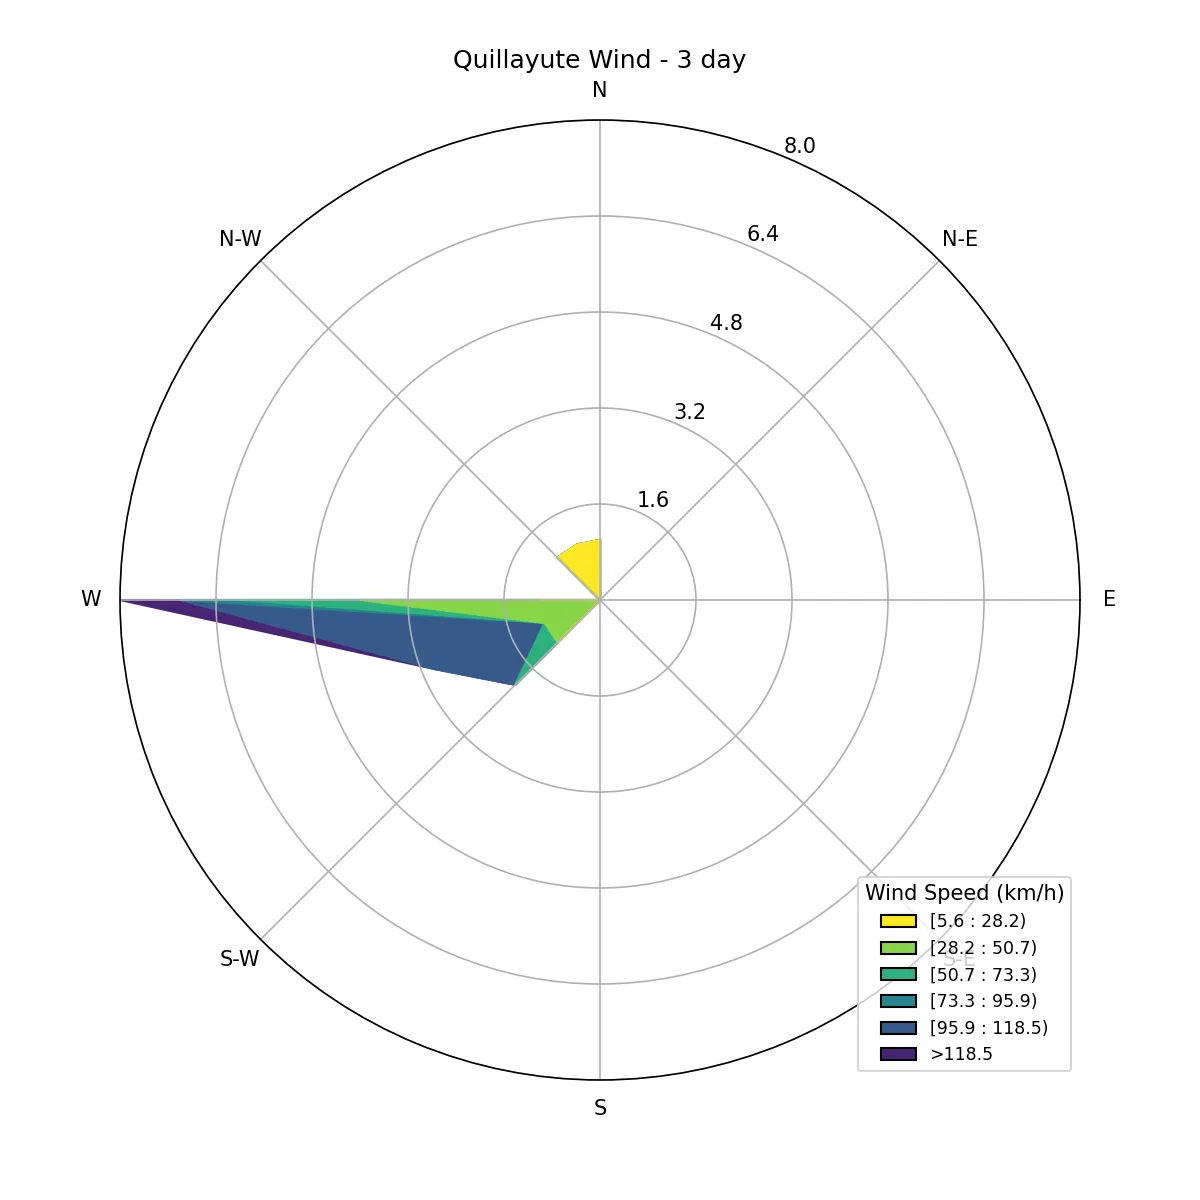 Quillayute Wind - 3 day
N
8.0
N-W
6.4
N-E
4.8
3.2
1.6
W
E
S-W
S-E
S
Wind Speed (km/h)
[5.6 : 28.2)
[28.2 : 50.7)
[50.7 : 73.3)
[73.3 : 95.9)
[95.9 : 118.5)
>118.5